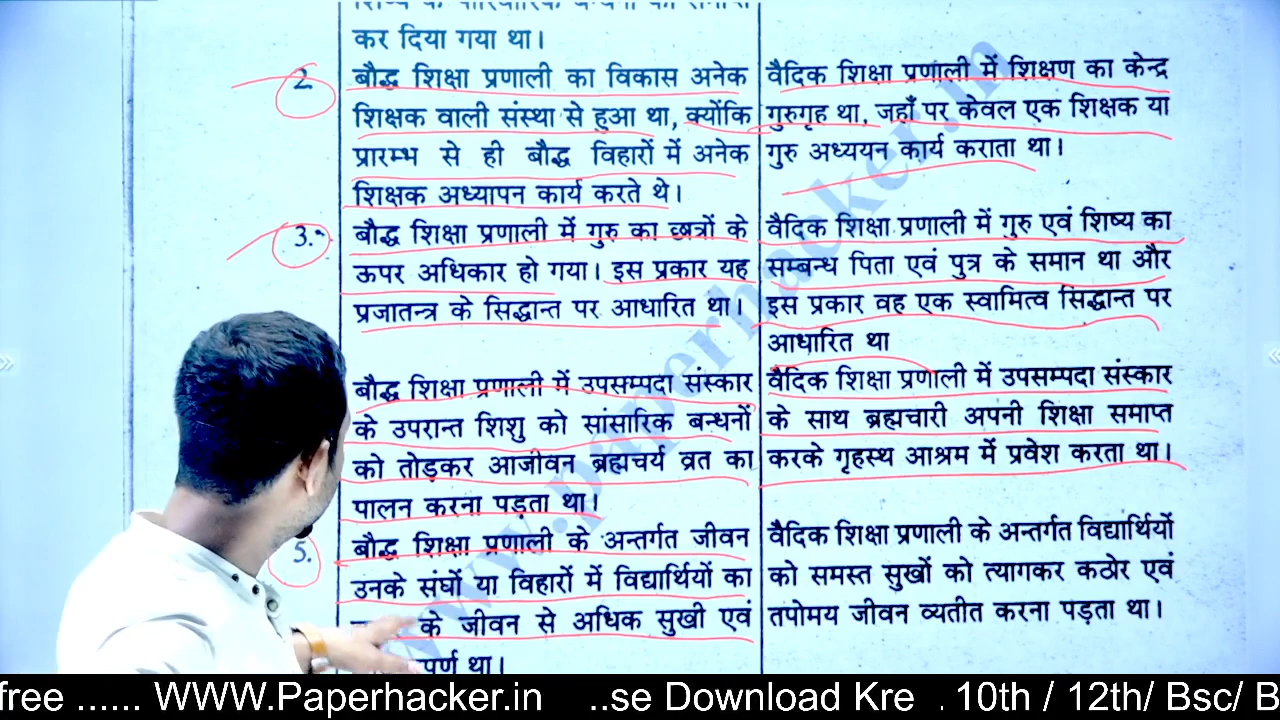 कर दिया गया था।
2.
बौद्ध शिक्षा प्रणाली का विकास अनेक
शिक्षक वाली संस्था से हुआ था, क्योंकि
प्रारम्भ से ही बौद्ध विहारों में अनेक
शिक्षक अध्यापन कार्य करते थे।
वैदिक शिक्षा प्रणाली में शिक्षण का केन्द्र
गुरुगृह था, जहाँ पर केवल एक शिक्षक या
गुरु अध्ययन कार्य कराता था।
3.
बौद्ध शिक्षा प्रणाली में गुरु का छात्रों के
ऊपर अधिकार हो गया। इस प्रकार यह
प्रजातन्त्र के सिद्धान्त पर आधारित था।
वैदिक शिक्षा प्रणाली में गुरु एवं शिष्य का
सम्बन्ध पिता एवं पुत्र के समान था और
इस प्रकार वह एक स्वामित्व सिद्धान्त पर
आधारित था
बौद्ध शिक्षा प्रणाली में उपसम्पदा संस्कार
के उपरान्त शिशु को सांसारिक बन्धनों
को तोड़कर आजीवन ब्रह्मचर्य व्रत का
पालन करना पड़ता था।
वैदिक शिक्षा प्रणाली में उपसम्पदा संस्कार
के साथ ब्रह्मचारी अपनी शिक्षा समाप्त
करके गृहस्थ आश्रम में प्रवेश करता था।
5.
बौद्ध शिक्षा प्रणाली के अन्तर्गत जीवन
उनके संघों या विहारों में विद्यार्थियों का
के जीवन से अधिक सुखी एवं
था।
वैदिक शिक्षा प्रणाली के अन्तर्गत विद्यार्थियों
को समस्त सुखों को त्यागकर कठोर एवं
तपोमय जीवन व्यतीत करना पड़ता था।
www.paperhacker.in
free ...... WWW.Paperhacker.in ..se Download Kre . 10th / 12th/ Bsc/ B